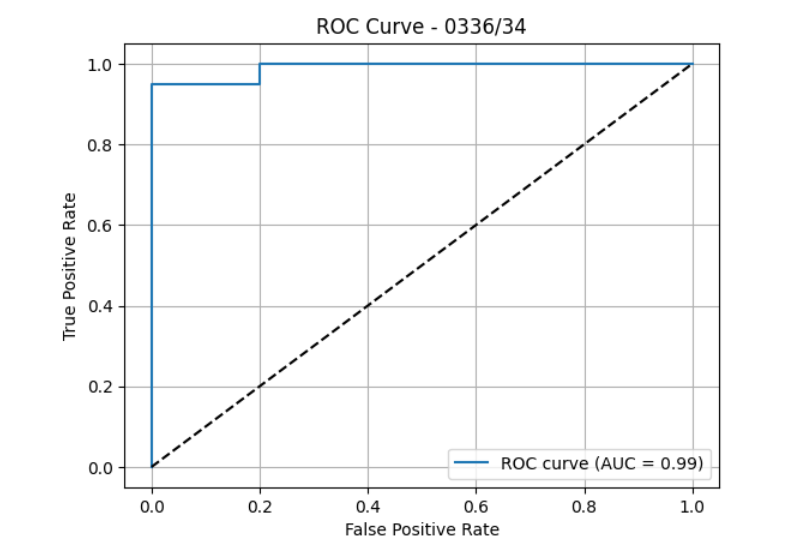 ROC Curve - 0336/34
True Positive Rate
1.0
0.8
0.6
0.4
0.2
0.0
ROC curve (AUC = 0.99)
0.0 0.2 0.4 0.6 0.8 1.0
False Positive Rate